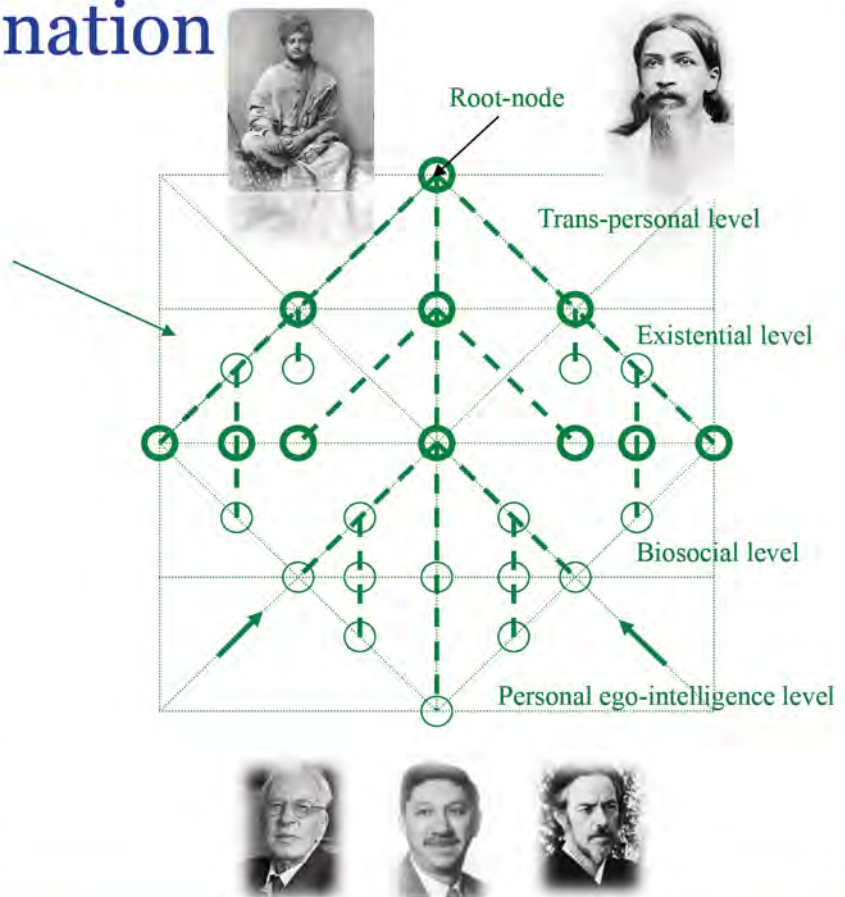 nation
Root-node
Trans-personal level
Existential level
Biosocial level
Personal ego-intelligence level